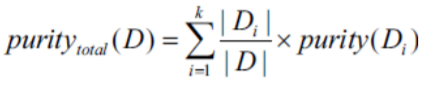 purity_total(D) = ∑_{i=1}^{k} |D_i| / |D| × purity(D_i)